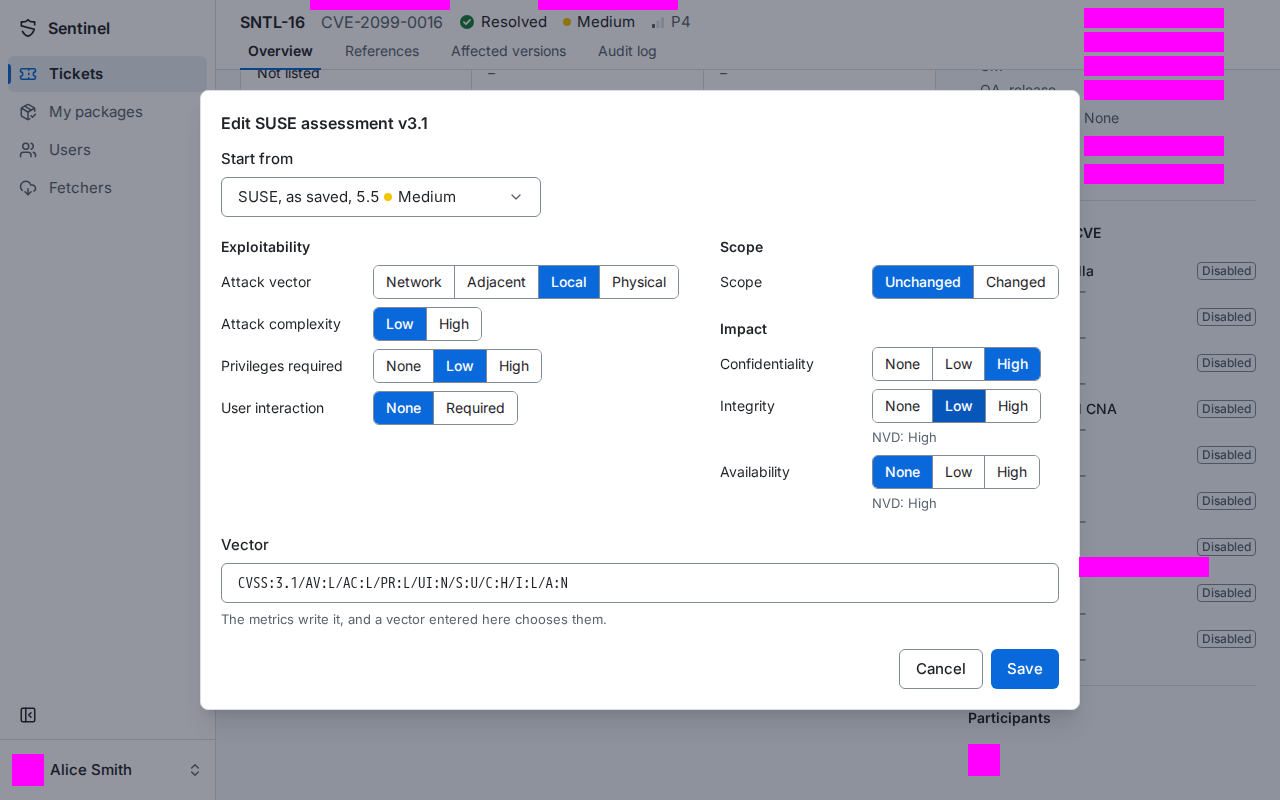 Sentinel
Tickets
My packages
Users
Fetchers
Alice Smith
SNTL-16 CVE-2099-0016 Resolved Medium P4
Overview References Affected versions Audit log
Not listed – –
None
Edit SUSE assessment v3.1
Start from
SUSE, as saved, 5.5 Medium
Exploitability
Attack vector Network Adjacent Local Physical
Attack complexity Low High
Privileges required None Low High
User interaction None Required
Scope
Scope Unchanged Changed
Impact
Confidentiality None Low High
Integrity None Low High
NVD: High
Availability None Low High
NVD: High
Vector
CVSS:3.1/AV:L/AC:L/PR:L/UI:N/S:U/C:H/I:L/A:N
The metrics write it, and a vector entered here chooses them.
Cancel Save
Disabled
Disabled
Disabled
CNA Disabled
Disabled
Disabled
Disabled
Disabled
Disabled
Participants